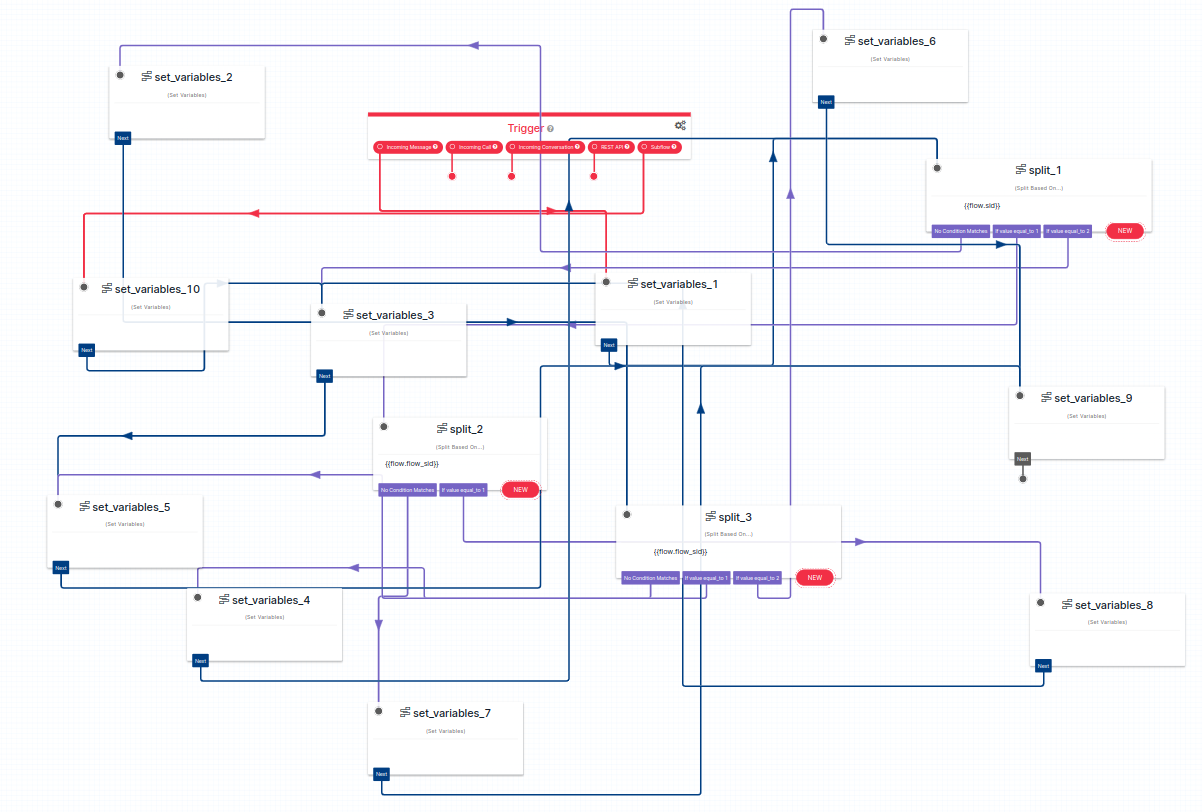 set_variables_6
(Set Variables)
Next
set_variables_2
(Set Variables)
Next
Trigger ?
Incoming Message ? Incoming Call ? Incoming Conversation ? REST API ? Subflow ?
split_1
(Split Based On...)
{{flow.sid}}
No Condition Matches If value equal_to 1 If value equal_to 2 NEW
set_variables_10
(Set Variables)
Next
set_variables_1
(Set Variables)
Next
set_variables_3
(Set Variables)
Next
set_variables_9
(Set Variables)
Next
split_2
(Split Based On...)
{{flow.flow_sid}}
No Condition Matches If value equal_to 1 NEW
set_variables_5
(Set Variables)
Next
split_3
(Split Based On...)
{{flow.flow_sid}}
No Condition Matches If value equal_to 1 If value equal_to 2 NEW
set_variables_4
(Set Variables)
Next
set_variables_8
(Set Variables)
Next
set_variables_7
(Set Variables)
Next